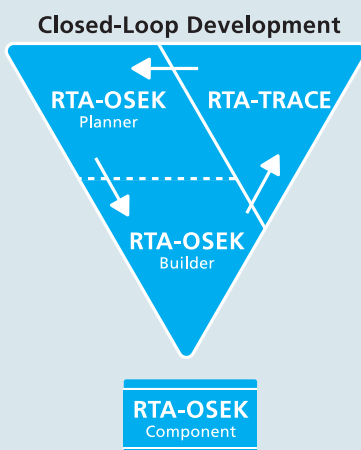 Closed-Loop Development
RTA-OSEK
Planner
RTA-TRACE
RTA-OSEK
Builder
RTA-OSEK
Component